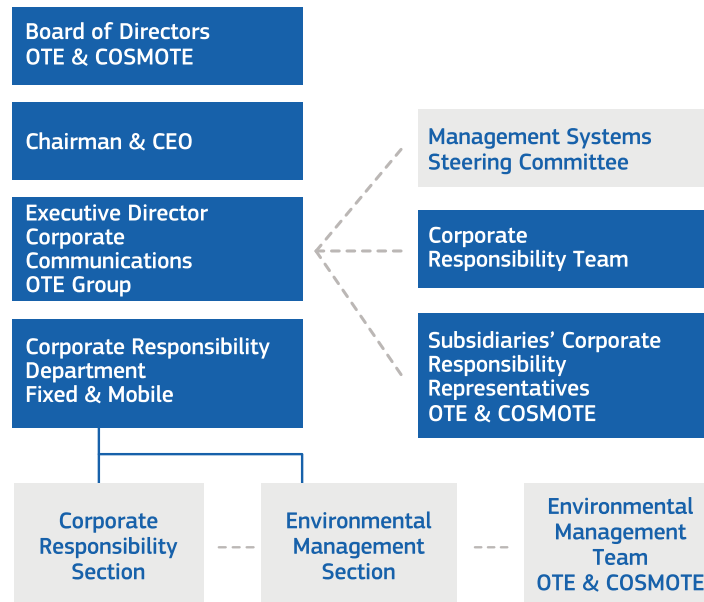 Board of Directors
OTE & COSMOTE
Chairman & CEO
Executive Director
Corporate
Communications
OTE Group
Corporate Responsibility
Department
Fixed & Mobile
Management Systems
Steering Committee
Corporate
Responsibility Team
Subsidiaries’ Corporate
Responsibility
Representatives
OTE & COSMOTE
Corporate
Responsibility
Section
Environmental
Management
Section
Environmental
Management
Team
OTE & COSMOTE